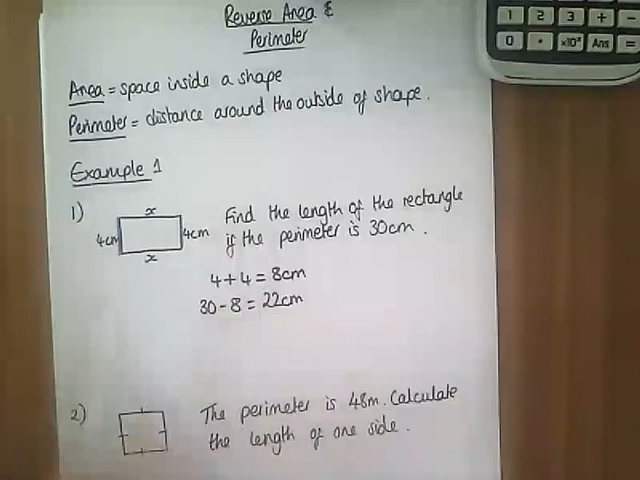 Reverse Area &
Perimeter
Area = space inside a shape
Perimeter = distance around the outside of shape.
Example 1
1)
x
4cm
4cm
x
Find the length of the rectangle
if the perimeter is 30cm.
4+4 = 8cm
30-8 = 22cm
2)
The perimeter is 48m. Calculate
the length of one side.
1 2 3 + −
0 . ×10ˣ Ans =